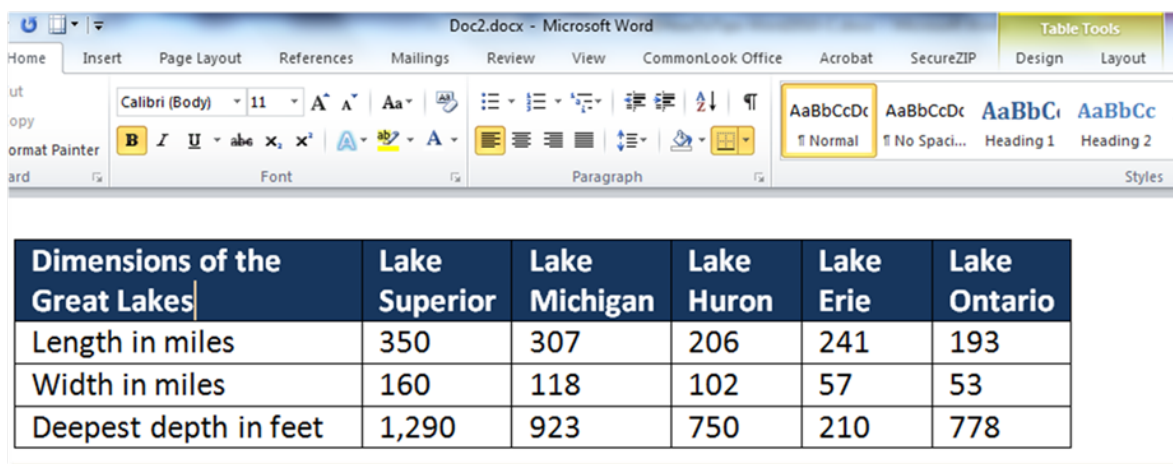 Doc2.docx - Microsoft Word
Table Tools
Home Insert Page Layout References Mailings Review View CommonLook Office Acrobat SecureZIP Design Layout
Calibri (Body) 11 A A Aa
AaBbCcDc AaBbCcDc AaBbC AaBbCc
ormat Painter B I U abe x₂ x² A ab A
¶ Normal ¶ No Spaci... Heading 1 Heading 2
ard Font Paragraph Styles
Dimensions of the Great Lakes Lake Superior Lake Michigan Lake Huron Lake Erie Lake Ontario
Length in miles 350 307 206 241 193
Width in miles 160 118 102 57 53
Deepest depth in feet 1,290 923 750 210 778